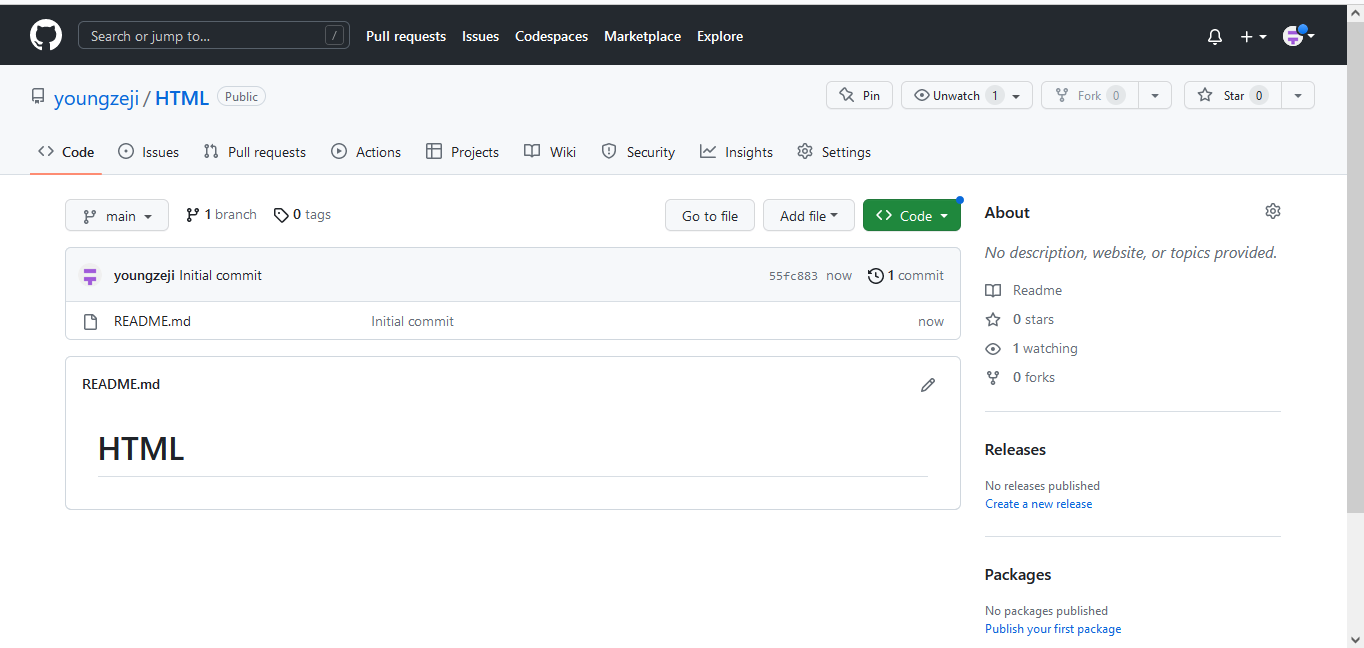 Search or jump to... / Pull requests Issues Codespaces Marketplace Explore
youngzeji / HTML Public Pin Unwatch 1 Fork 0 Star 0
Code Issues Pull requests Actions Projects Wiki Security Insights Settings
main 1 branch 0 tags Go to file Add file Code
youngzeji Initial commit 55fc883 now 1 commit
README.md Initial commit now
README.md
HTML
About
No description, website, or topics provided.
Readme
0 stars
1 watching
0 forks
Releases
No releases published
Create a new release
Packages
No packages published
Publish your first package